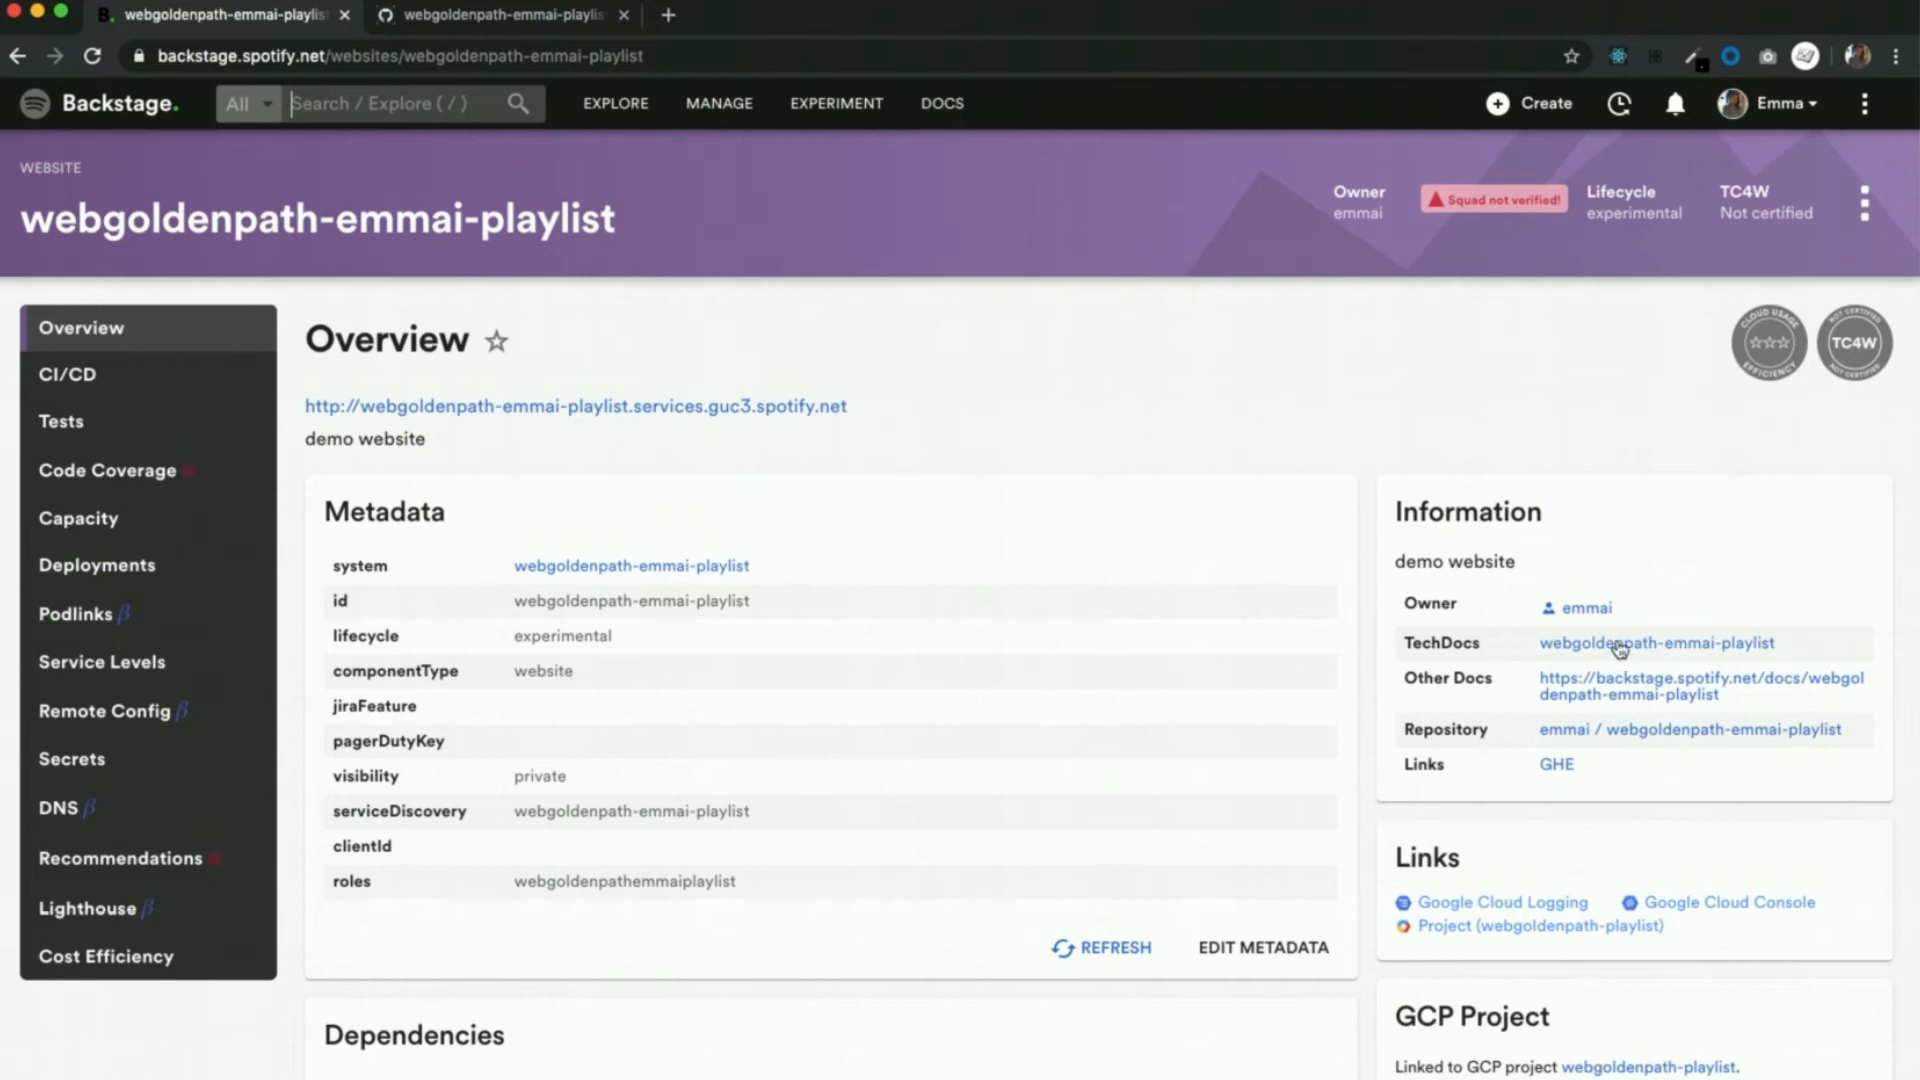 webgoldenpath-emmai-playlis
webgoldenpath-emmai-playlis
backstage.spotify.net/websites/webgoldenpath-emmai-playlist
Backstage.
All
Search / Explore ( / )
EXPLORE
MANAGE
EXPERIMENT
DOCS
Create
Emma
WEBSITE
webgoldenpath-emmai-playlist
Owner
emmai
Squad not verified!
Lifecycle
experimental
TC4W
Not certified
Overview
CI/CD
Tests
Code Coverage
Capacity
Deployments
Podlinks β
Service Levels
Remote Config β
Secrets
DNS β
Recommendations
Lighthouse β
Cost Efficiency
Overview
CLOUD USAGE
EFFICIENCY
NOT CERTIFIED
TC4W
NOT CERTIFIED
http://webgoldenpath-emmai-playlist.services.guc3.spotify.net
demo website
Metadata
system webgoldenpath-emmai-playlist
id webgoldenpath-emmai-playlist
lifecycle experimental
componentType website
jiraFeature
pagerDutyKey
visibility private
serviceDiscovery webgoldenpath-emmai-playlist
clientId
roles webgoldenpathemmaiplaylist
REFRESH
EDIT METADATA
Dependencies
Information
demo website
Owner emmai
TechDocs webgoldenpath-emmai-playlist
Other Docs https://backstage.spotify.net/docs/webgol
denpath-emmai-playlist
Repository emmai / webgoldenpath-emmai-playlist
Links GHE
Links
Google Cloud Logging
Google Cloud Console
Project (webgoldenpath-playlist)
GCP Project
Linked to GCP project webgoldenpath-playlist.